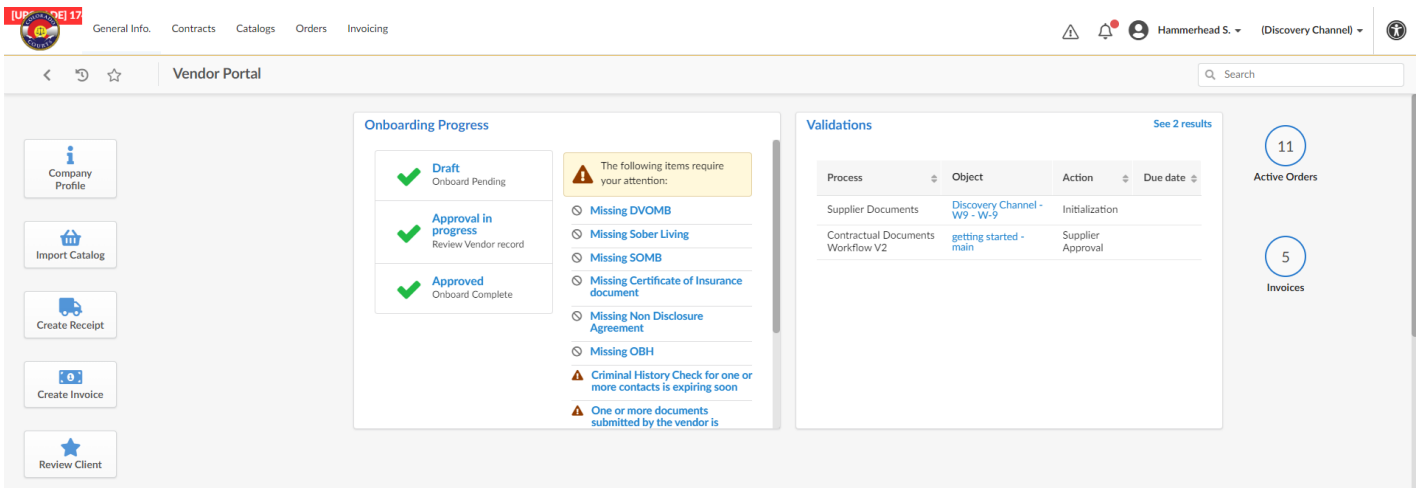 [UP DE] 17
COLORADO
COURTS
General Info.
Contracts
Catalogs
Orders
Invoicing
Hammerhead S.
(Discovery Channel)
Vendor Portal
Search
Company
Profile
Import Catalog
Create Receipt
Create Invoice
Review Client
Onboarding Progress
Draft
Onboard Pending
Approval in
progress
Review Vendor record
Approved
Onboard Complete
The following items require
your attention:
Missing DVOMB
Missing Sober Living
Missing SOMB
Missing Certificate of Insurance
document
Missing Non Disclosure
Agreement
Missing OBH
Criminal History Check for one or
more contacts is expiring soon
One or more documents
submitted by the vendor is
Validations
See 2 results
Process
Object
Action
Due date
Supplier Documents
Discovery Channel -
W9 - W-9
Initialization
Contractual Documents
Workflow V2
getting started -
main
Supplier
Approval
11
Active Orders
5
Invoices